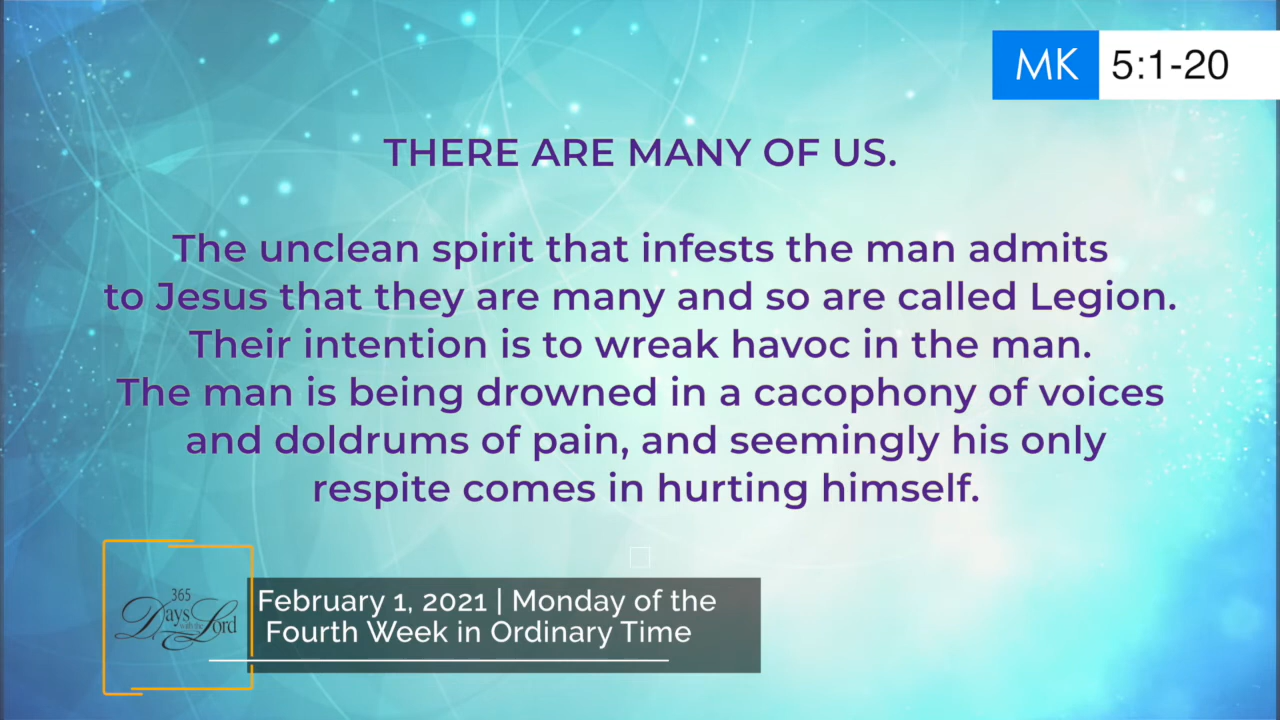 MK 5:1-20
THERE ARE MANY OF US.
The unclean spirit that infests the man admits
to Jesus that they are many and so are called Legion.
Their intention is to wreak havoc in the man.
The man is being drowned in a cacophony of voices
and doldrums of pain, and seemingly his only
respite comes in hurting himself.
365
Days with the Lord
February 1, 2021 | Monday of the
Fourth Week in Ordinary Time